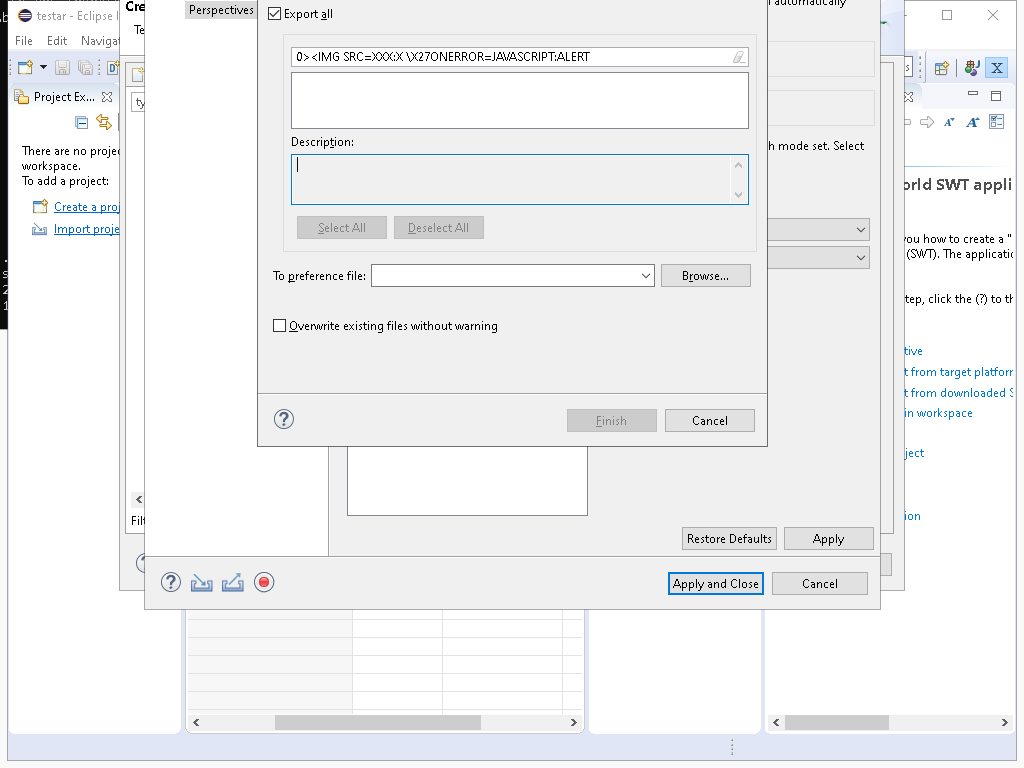 testar - Eclipse I
File Edit Navigat
Project Ex...
There are no projec
workspace.
To add a project:
Create a proj
Import proje
Cre
Te
ty
Filt
Perspectives
Export all
0> <IMG SRC=XXX:X \X27ONERROR=JAVASCRIPT:ALERT
Description:
Select All
Deselect All
To preference file:
Browse...
Overwrite existing files without warning
Finish
Cancel
automatically
h mode set. Select
Restore Defaults
Apply
Apply and Close
Cancel
orld SWT appli
you how to create a "
(SWT). The applicatio
tep, click the (?) to th
tive
t from target platform
t from downloaded S
in workspace
ject
ion